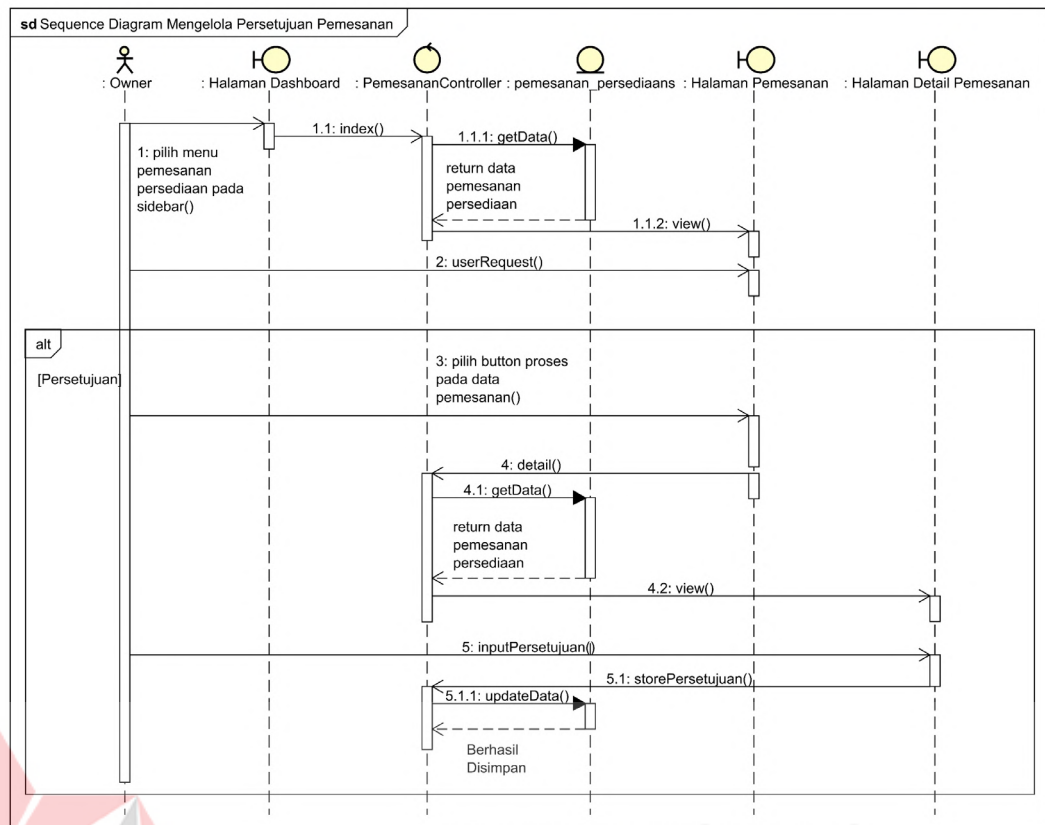 sd Sequence Diagram Mengelola Persetujuan Pemesanan
: Owner
: Halaman Dashboard
: PemesananController
: pemesanan_persediaans
: Halaman Pemesanan
: Halaman Detail Pemesanan
1: pilih menu
pemesanan
persediaan pada
sidebar()
1.1: index()
1.1.1: getData()
return data
pemesanan
persediaan
1.1.2: view()
2: userRequest()
alt
[Persetujuan]
3: pilih button proses
pada data
pemesanan()
4: detail()
4.1: getData()
return data
pemesanan
persediaan
4.2: view()
5: inputPersetujuan()
5.1: storePersetujuan()
5.1.1: updateData()
Berhasil
Disimpan